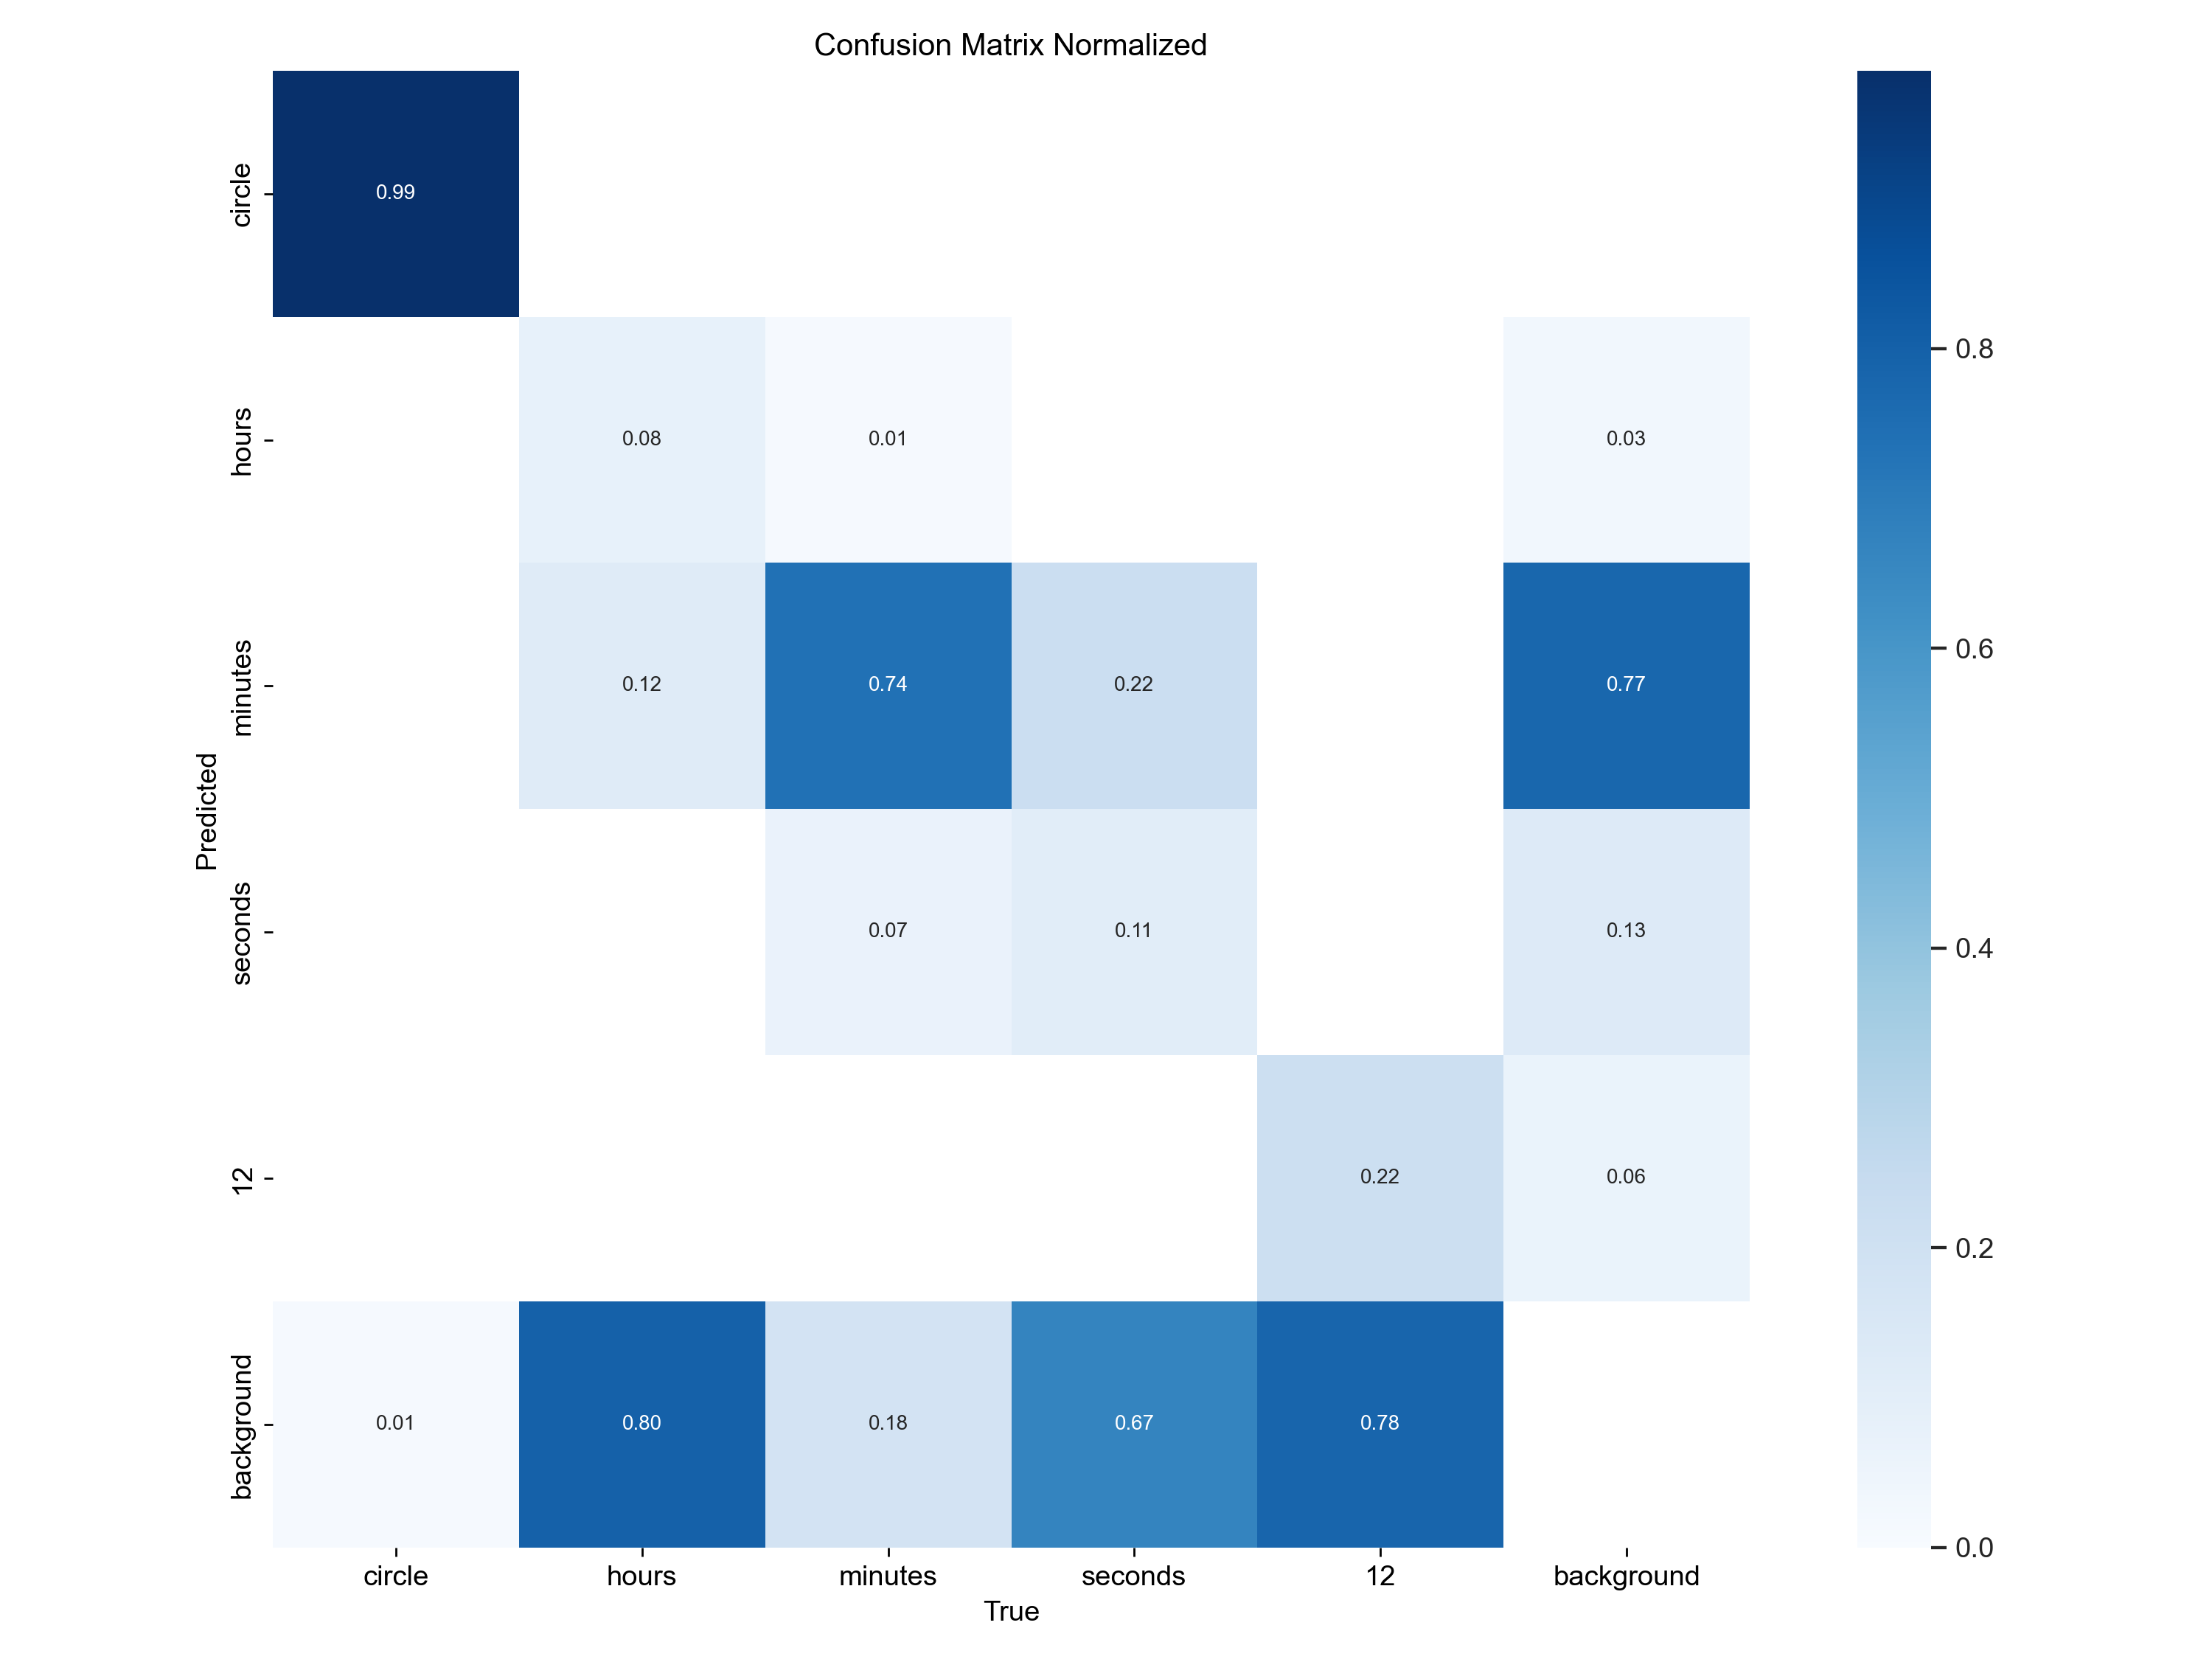 Confusion Matrix Normalized
circle
0.99
0.8
hours
0.08 0.01 0.03
0.6
minutes
0.12 0.74 0.22 0.77
Predicted
seconds
0.07 0.11 0.13
0.4
12
0.22 0.06
0.2
background
0.01 0.80 0.18 0.67 0.78
0.0
circle hours minutes seconds 12 background
True